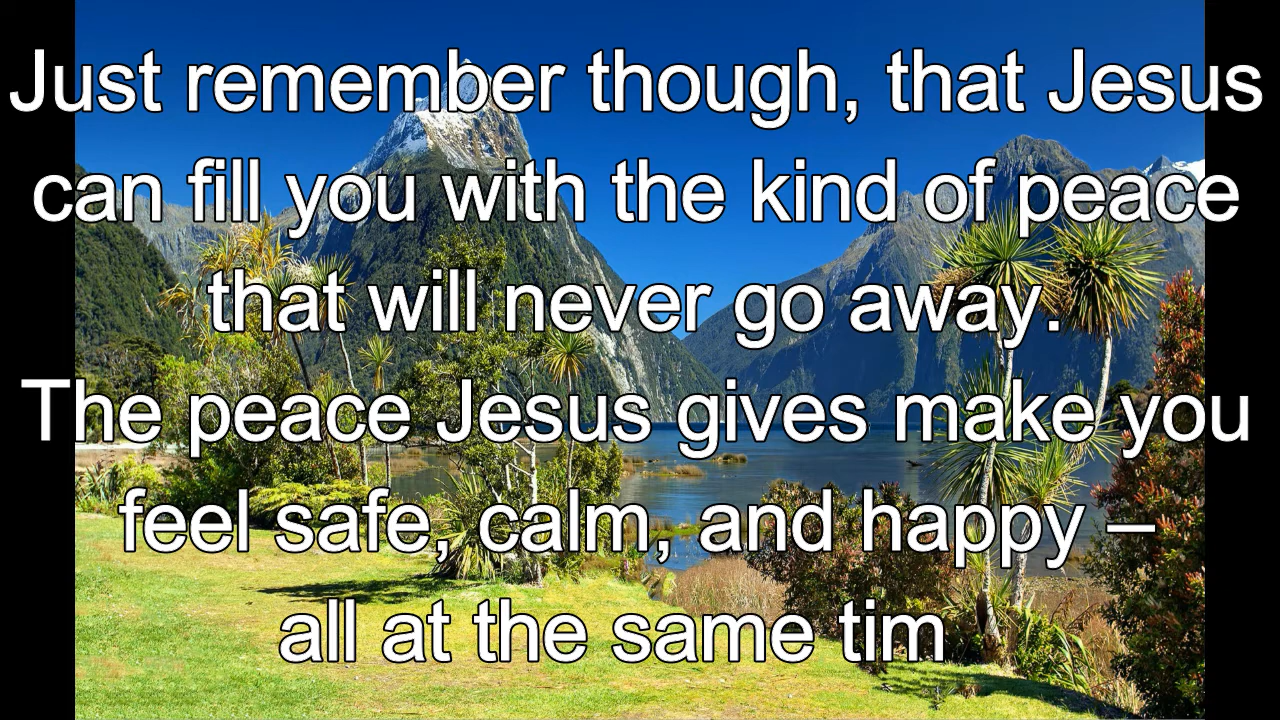 Just remember though, that Jesus
can fill you with the kind of peace
that will never go away.
The peace Jesus gives make you
feel safe, calm, and happy –
all at the same tim